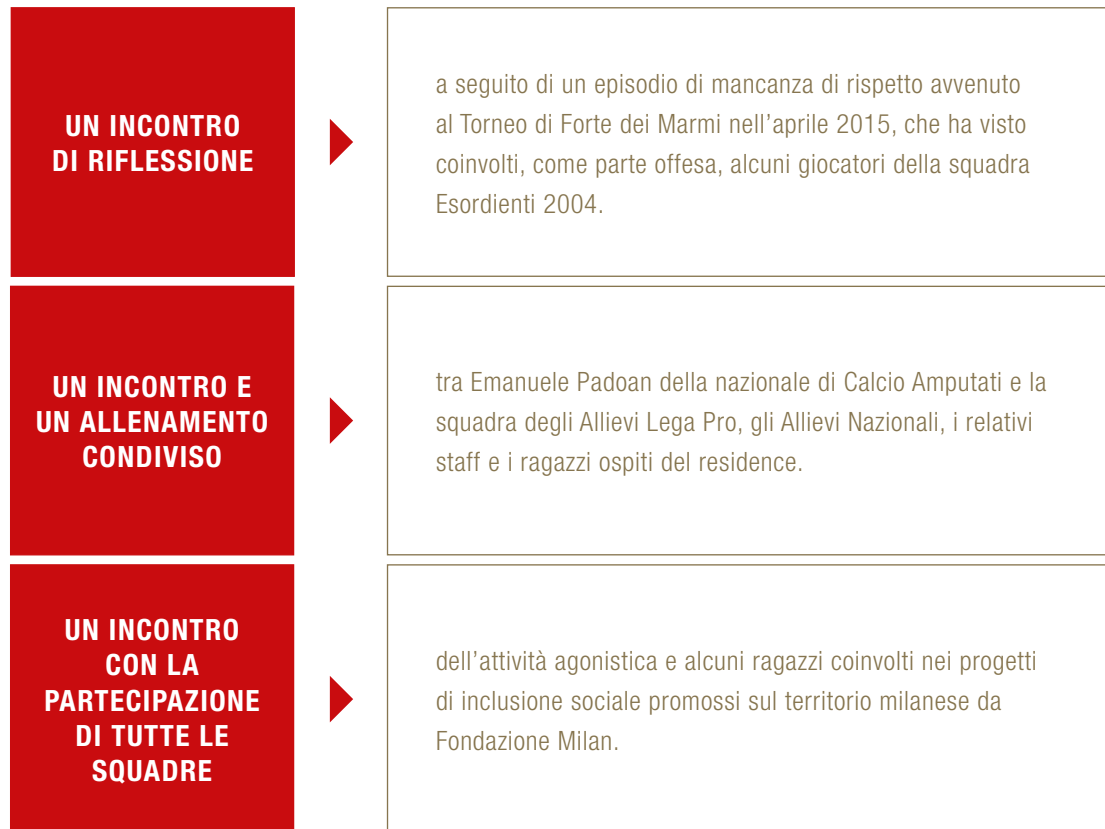 UN INCONTRO
DI RIFLESSIONE
a seguito di un episodio di mancanza di rispetto avvenuto
al Torneo di Forte dei Marmi nell’aprile 2015, che ha visto
coinvolti, come parte offesa, alcuni giocatori della squadra
Esordienti 2004.
UN INCONTRO E
UN ALLENAMENTO
CONDIVISO
tra Emanuele Padoan della nazionale di Calcio Amputati e la
squadra degli Allievi Lega Pro, gli Allievi Nazionali, i relativi
staff e i ragazzi ospiti del residence.
UN INCONTRO
CON LA
PARTECIPAZIONE
DI TUTTE LE
SQUADRE
dell’attività agonistica e alcuni ragazzi coinvolti nei progetti
di inclusione sociale promossi sul territorio milanese da
Fondazione Milan.